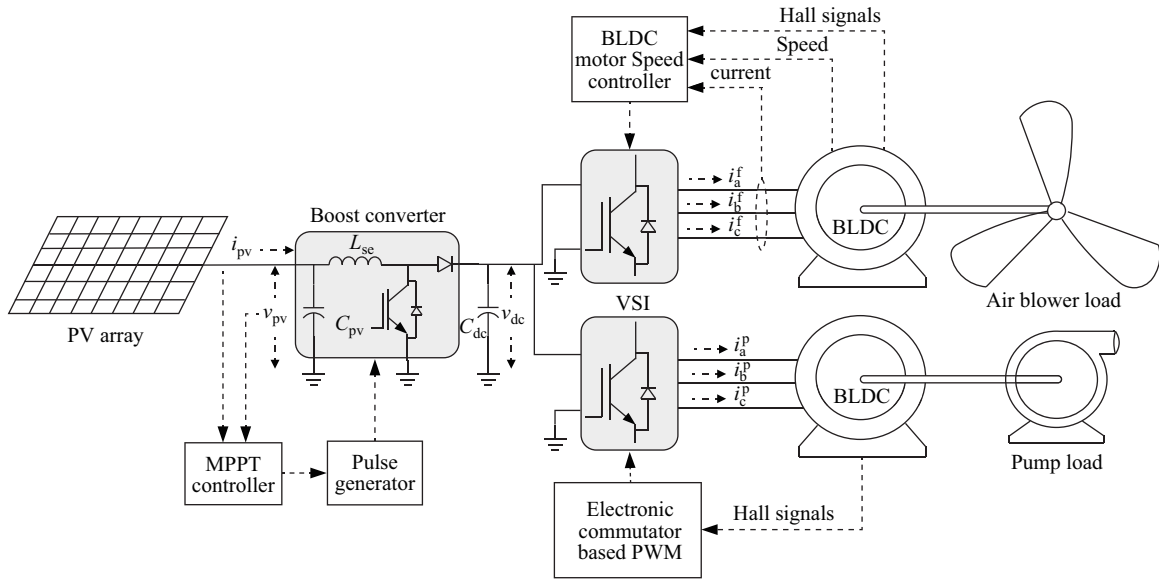 Hall signals
BLDC
motor Speed
controller
Speed
current
i_a^f
i_b^f
i_c^f
BLDC
Air blower load
Boost converter
i_pv
L_se
PV array
v_pv
C_pv
C_dc
v_dc
VSI
i_a^p
i_b^p
i_c^p
BLDC
Pump load
MPPT
controller
Pulse
generator
Electronic
commutator
based PWM
Hall signals